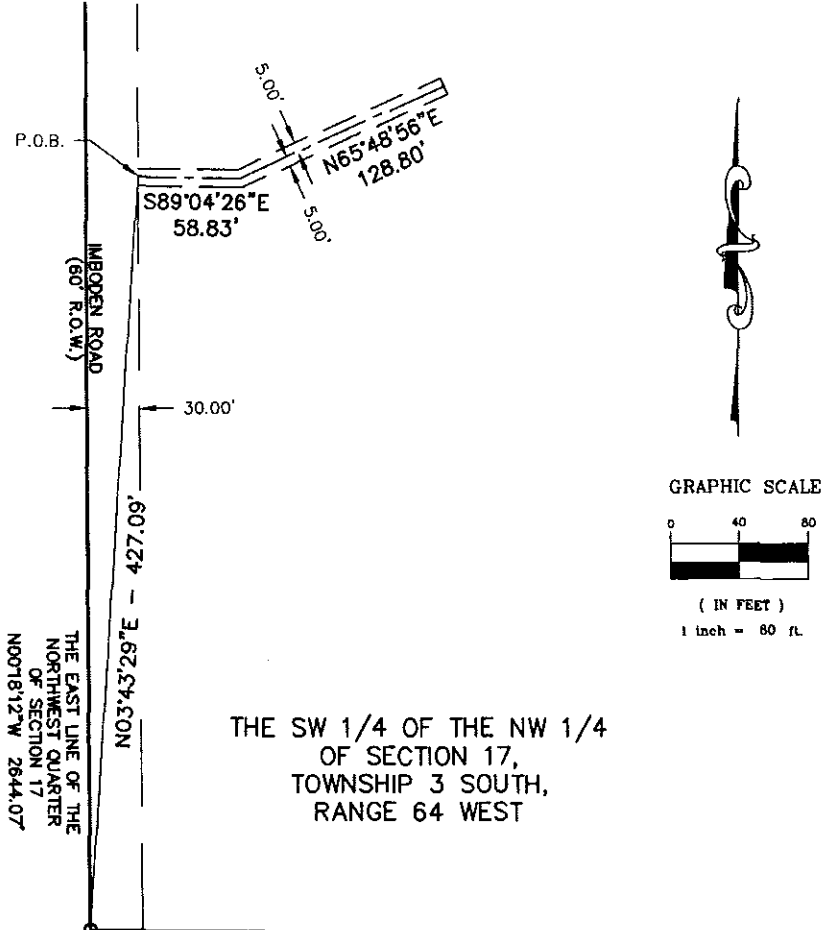 5.00'
P.O.B.
N65°48'56"E
128.80'
S89°04'26"E
58.83'
5.00'
IMBODEN ROAD
(60' R.O.W.)
30.00'
GRAPHIC SCALE
0 40 80
( IN FEET )
1 inch = 80 ft.
N03°43'29"E - 427.09'
THE EAST LINE OF THE
NORTHWEST QUARTER
OF SECTION 17
N00°18'12"W 2644.07'
THE SW 1/4 OF THE NW 1/4
OF SECTION 17,
TOWNSHIP 3 SOUTH,
RANGE 64 WEST